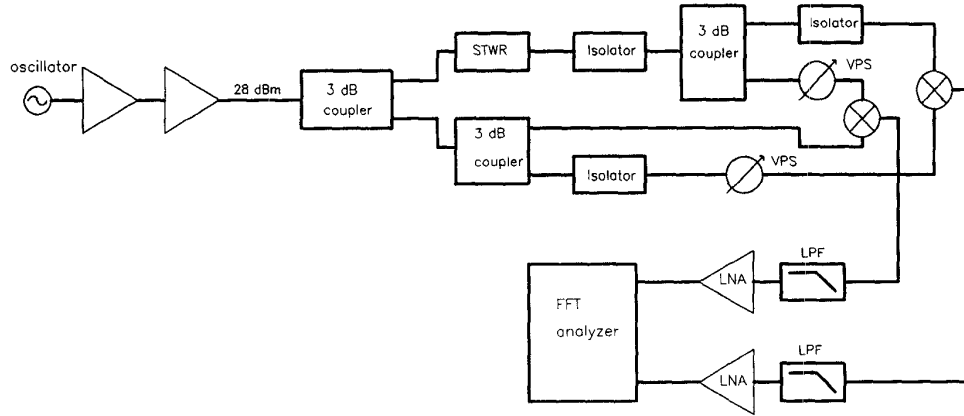 oscillator
28 dBm
3 dB
coupler
STWR
Isolator
3 dB
coupler
Isolator
VPS
3 dB
coupler
Isolator
VPS
FFT
analyzer
LNA
LPF
LNA
LPF